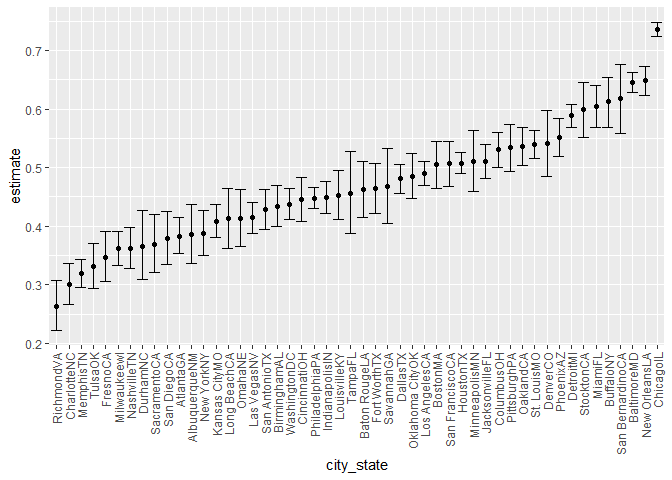 0.7
0.6
0.5
0.4
0.3
0.2
estimate
RichmondVA
CharlotteNC
MemphisTN
TulsaOK
FresnoCA
MilwaukeewI
NashvilleTN
DurhamNC
SacramentoCA
San DiegoCA
AtlantaGA
AlbuquerqueNM
New YorkNY
Kansas CityMO
Long BeachCA
OmahaNE
Las VegasNV
San AntonioTX
BirminghamAL
WashingtonDC
CincinnatiOH
PhiladelphiaPA
IndianapolisIN
LouisvilleKY
TampaFL
Baton RougeLA
Fort WorthTX
SavannahGA
DallasTX
Oklahoma CityOK
Los AngelesCA
BostonMA
San FranciscoCA
HoustonTX
MinneapolisMN
JacksonvilleFL
ColumbusOH
PittsburghPA
OaklandCA
St. LouisMO
DenverCO
PhoenixAZ
DetroitMI
StocktonCA
MiamiFL
BuffaloNY
San BernardinoCA
BaltimoreMD
New OrleansLA
ChicagoIL
city_state